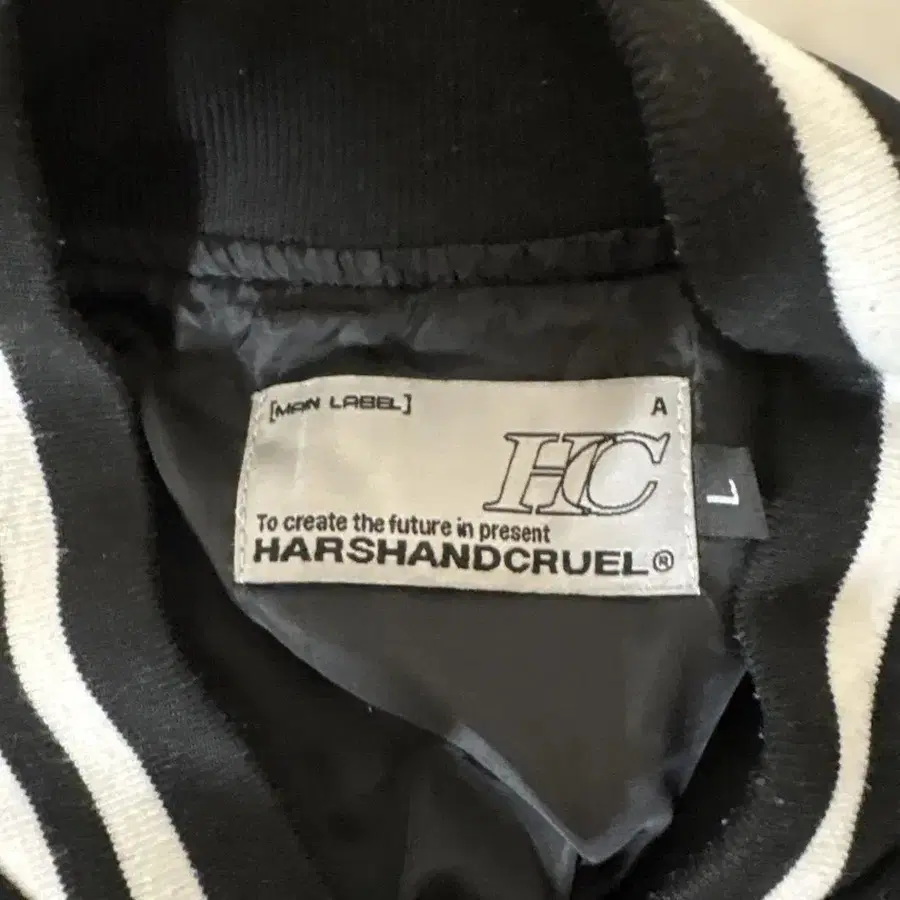 [MAIN LABEL]
A
HC
To create the future in present
HARSHANDCRUEL®
L